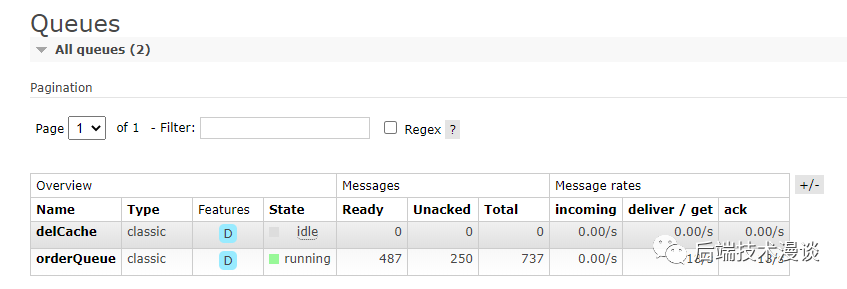 Queues
All queues (2)
Pagination
Page 1 of 1 - Filter: Regex ?
Overview Messages Message rates +/-
Name Type Features State Ready Unacked Total incoming deliver / get ack
delCache classic D idle 0 0 0 0.00/s 0.00/s 0.00/s
orderQueue classic D running 487 250 737 0.00/s
后端技术漫谈